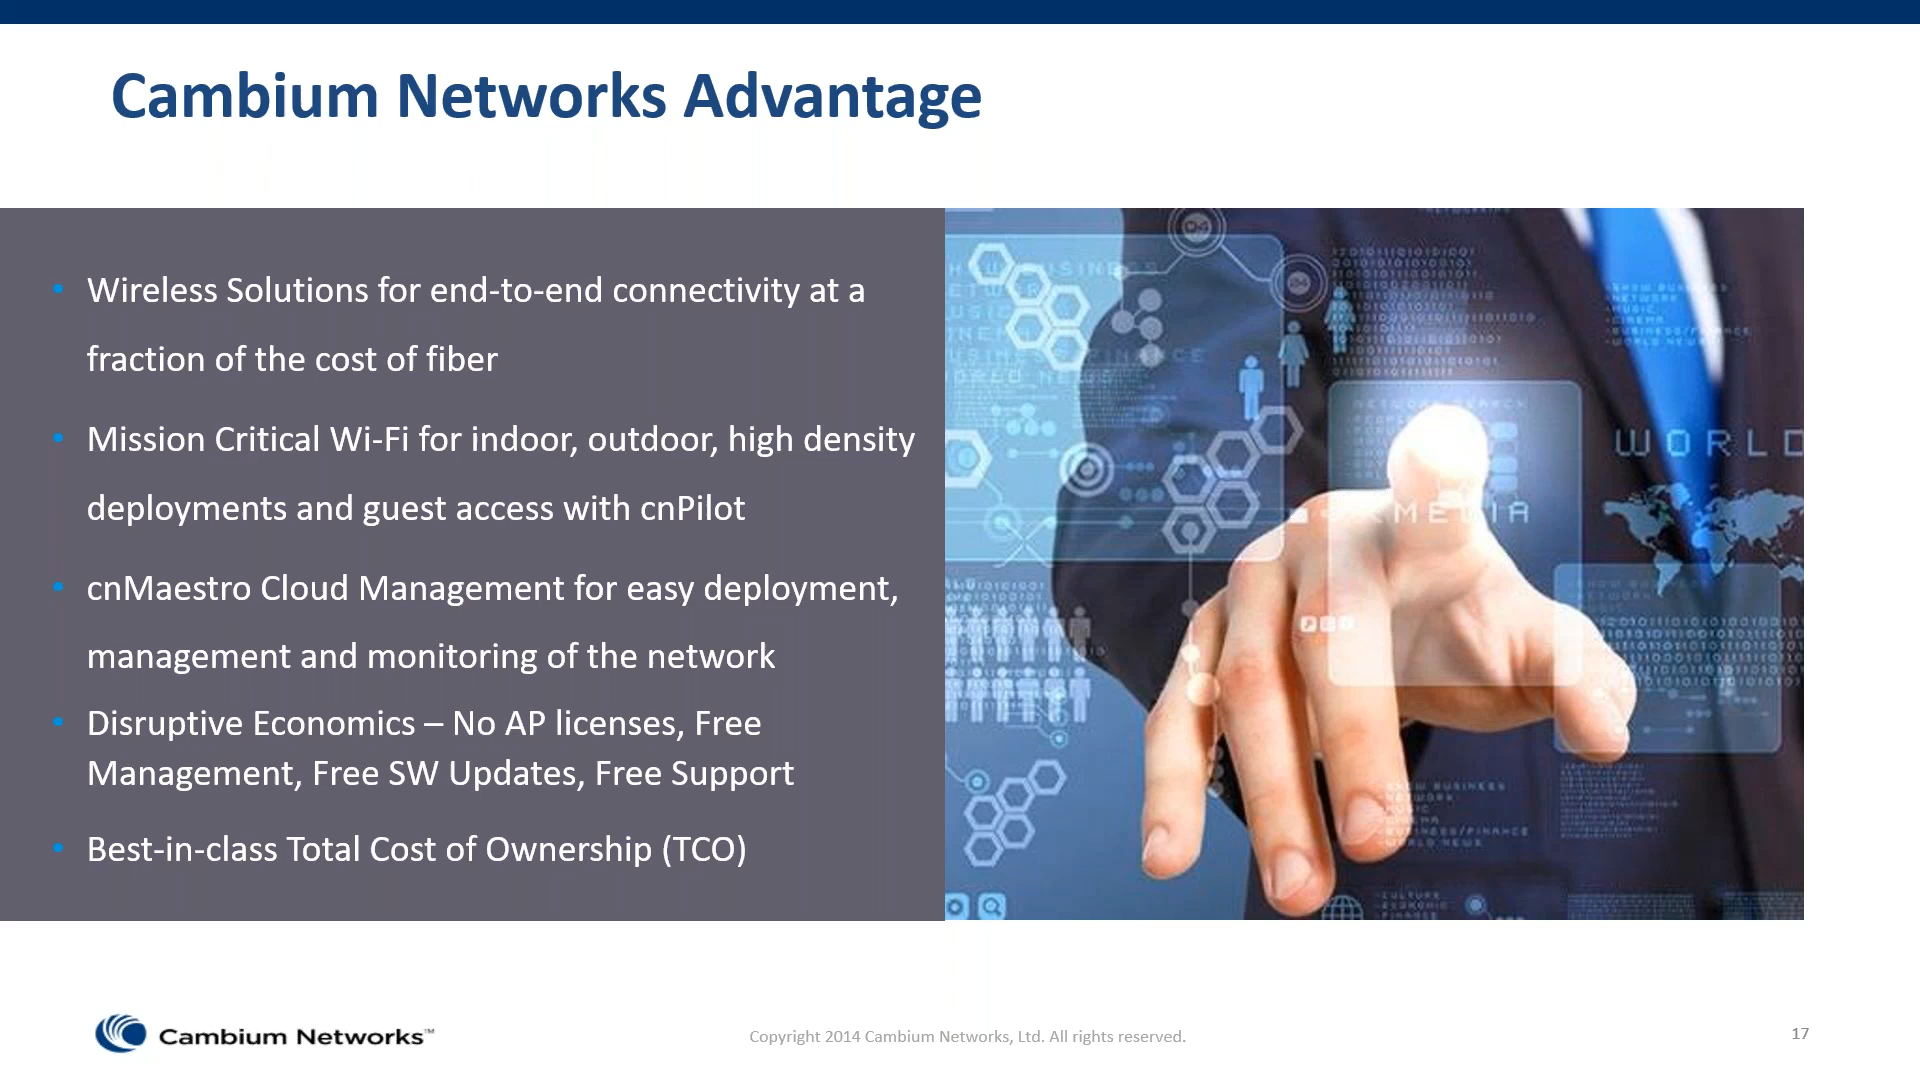 Cambium Networks Advantage
• Wireless Solutions for end-to-end connectivity at a
fraction of the cost of fiber
• Mission Critical Wi-Fi for indoor, outdoor, high density
deployments and guest access with cnPilot
• cnMaestro Cloud Management for easy deployment,
management and monitoring of the network
• Disruptive Economics – No AP licenses, Free
Management, Free SW Updates, Free Support
• Best-in-class Total Cost of Ownership (TCO)
WORLD
MEDIA
Cambium Networks™
Copyright 2014 Cambium Networks, Ltd. All rights reserved.
17